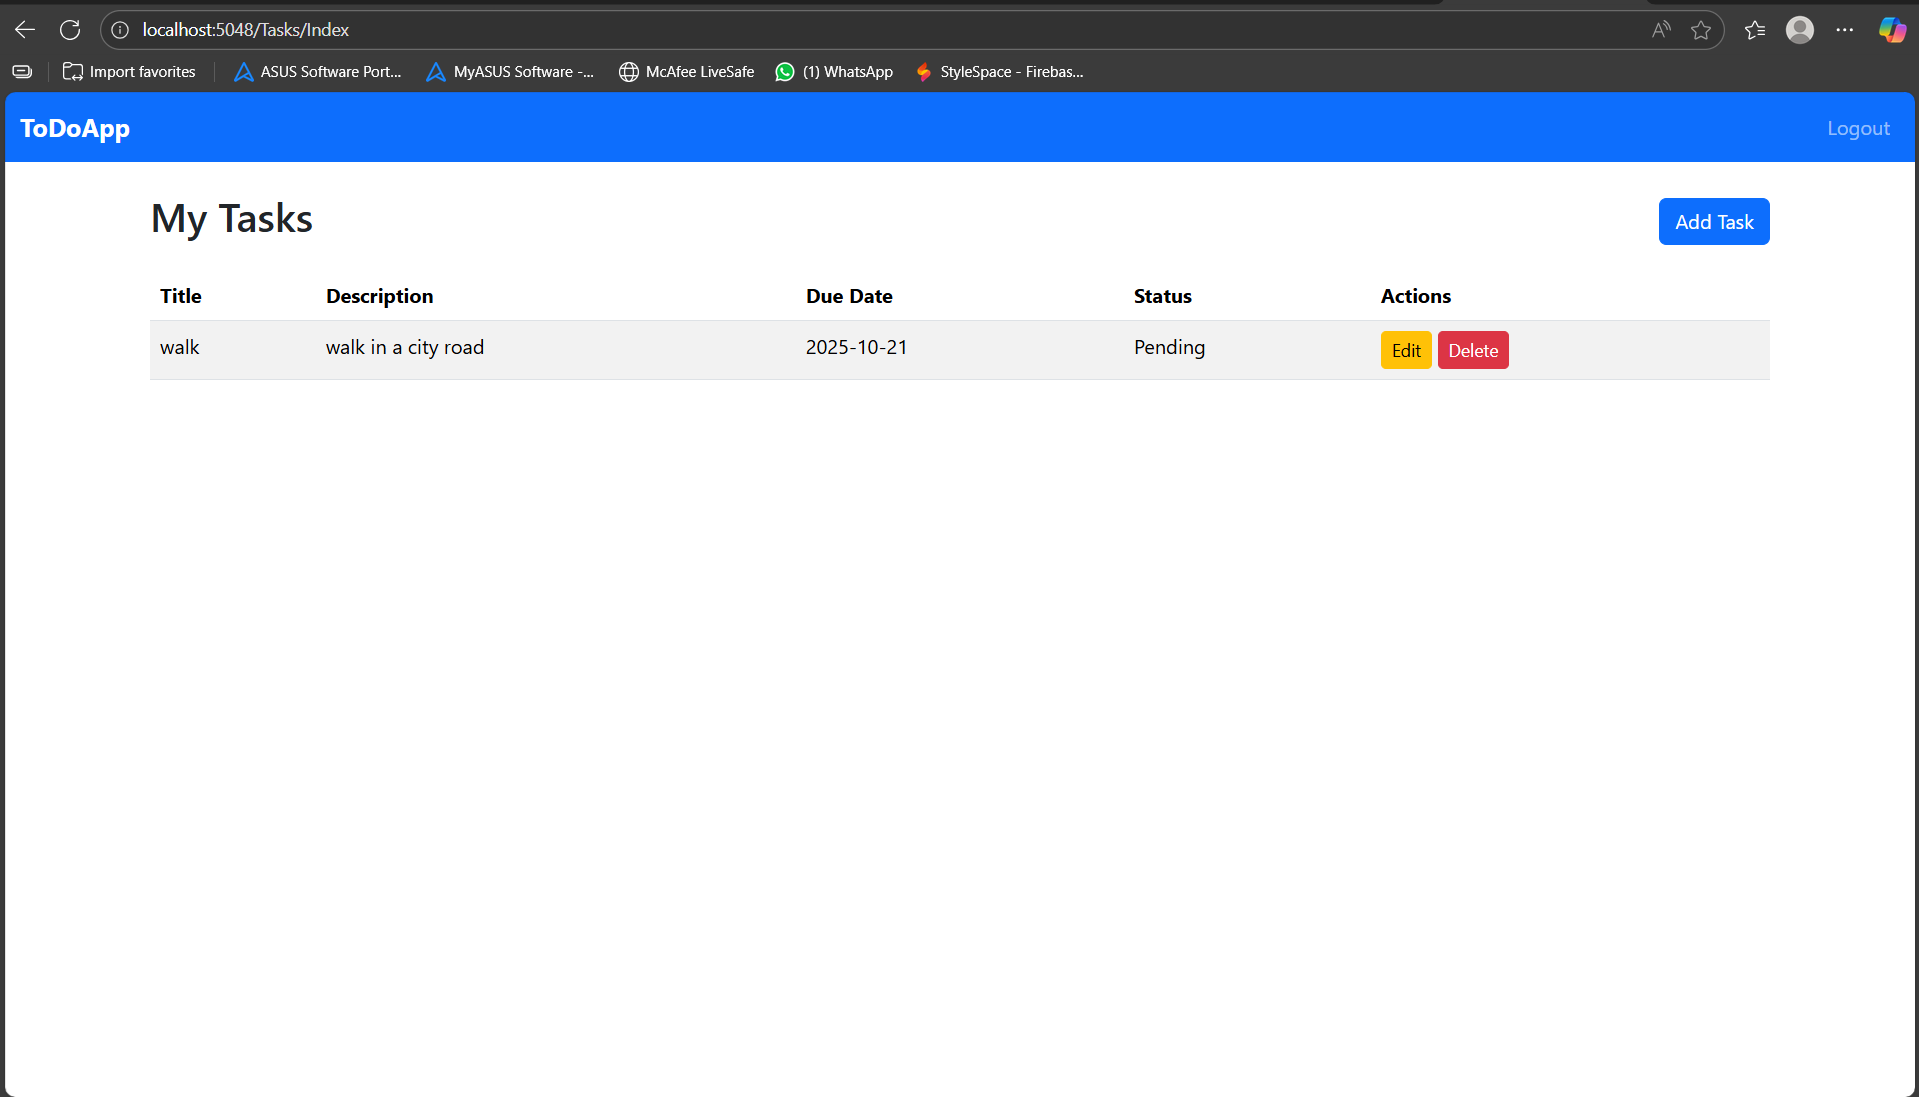 localhost:5048/Tasks/Index
Import favorites ASUS Software Port... MyASUS Software -... McAfee LiveSafe (1) WhatsApp StyleSpace - Firebas...
ToDoApp Logout
My Tasks Add Task
Title Description Due Date Status Actions
walk walk in a city road 2025-10-21 Pending Edit Delete